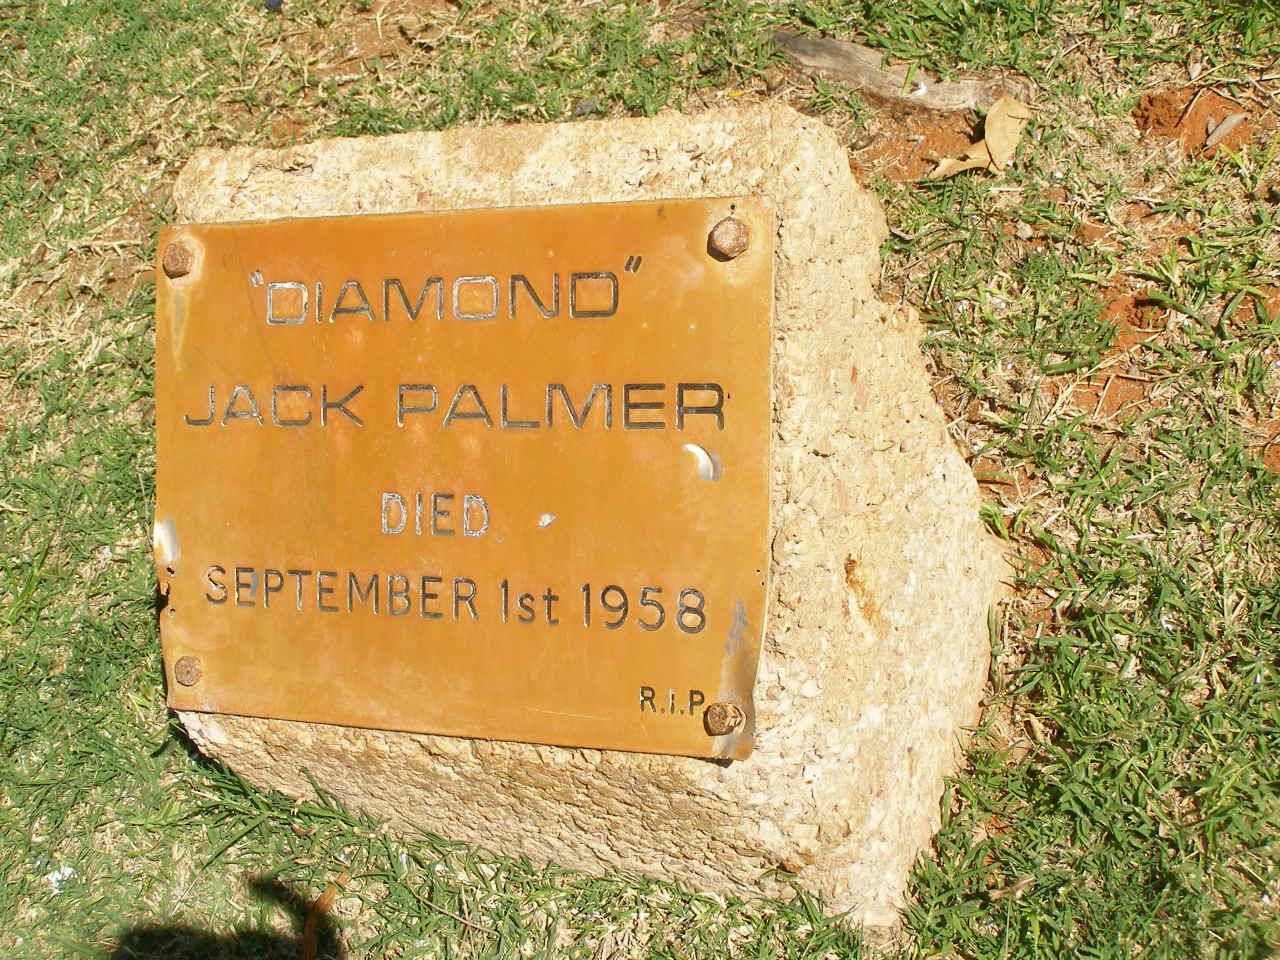 "DIAMOND"
JACK PALMER
DIED
SEPTEMBER 1st 1958
R.I.P